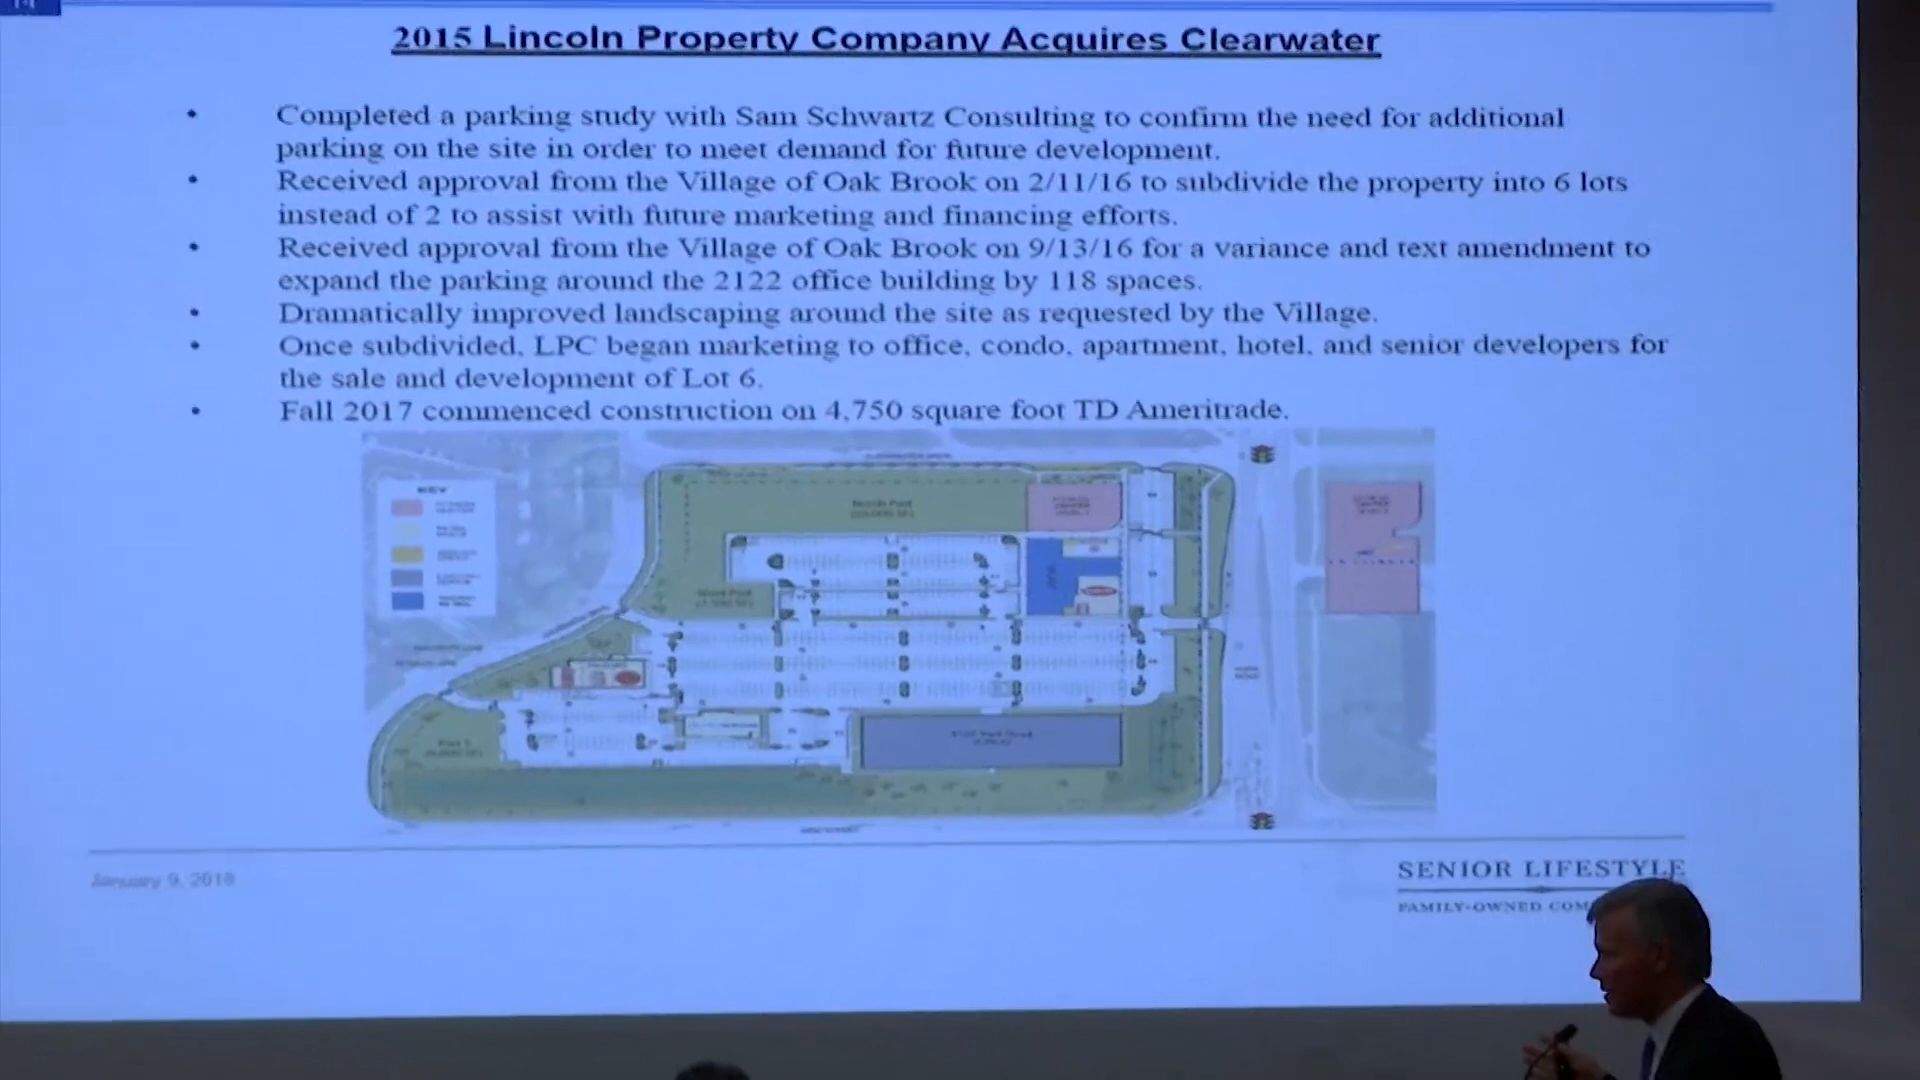 2015 Lincoln Property Company Acquires Clearwater
• Completed a parking study with Sam Schwartz Consulting to confirm the need for additional
parking on the site in order to meet demand for future development.
• Received approval from the Village of Oak Brook on 2/11/16 to subdivide the property into 6 lots
instead of 2 to assist with future marketing and financing efforts.
• Received approval from the Village of Oak Brook on 9/13/16 for a variance and text amendment to
expand the parking around the 2122 office building by 118 spaces.
• Dramatically improved landscaping around the site as requested by the Village.
• Once subdivided, LPC began marketing to office, condo, apartment, hotel, and senior developers for
the sale and development of Lot 6.
• Fall 2017 commenced construction on 4,750 square foot TD Ameritrade.
KEY
January 9, 2018
SENIOR LIFESTYLE
FAMILY-OWNED